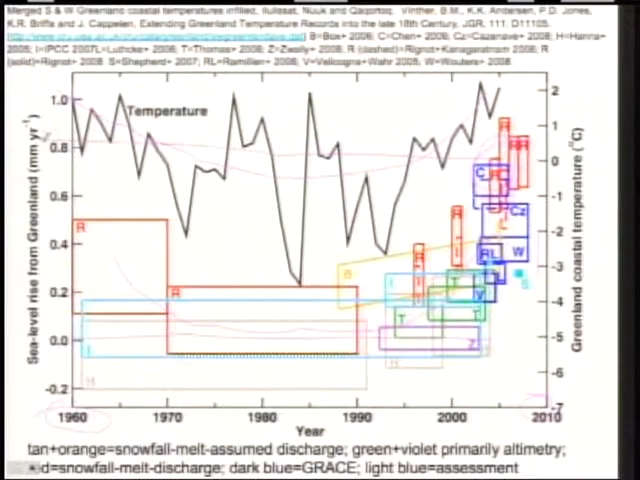 Merged S & W Greenland coastal temperatures infilled, Ilulissat, Nuuk and Qaqortoq. Vinther, B.M., K.K. Andersen, P.D. Jones,
K.R. Briffa and J. Cappelen, Extending Greenland Temperature Records into the late 18th Century, JGR, 111, D11105,
B=Box+ 2006; C=Chen+ 2006; Cz=Cazenave+ 2008; H=Hanna+
2005; I=IPCC 2007L=Luthcke+ 2006; T=Thomas+ 2006; Z=Zwally+ 2006; R (dashed)=Rignot+Kanagaratnam 2006; R
(solid)=Rignot+ 2008; S=Shepherd+ 2007; RL=Ramillien+ 2006; V=Velicogna+Wahr 2006; W=Wouters+ 2008
Sea-level rise from Greenland (mm yr⁻¹)
1.0
0.8
0.6
0.4
0.2
0.0
-0.2
Temperature
R
R
B
I
H
I
H
R
I
I
R
I
T
T
T
Z
V
C
R
R
R
R
L
Cz
W
RL
S
2
1
0
-1
-2
-3
-4
-5
-6
-7
Greenland coastal temperature (°C)
1960
1970
1980
1990
2000
2010
Year
tan+orange=snowfall-melt-assumed discharge; green+violet primarily altimetry;
d=snowfall-melt-discharge; dark blue=GRACE; light blue=assessment